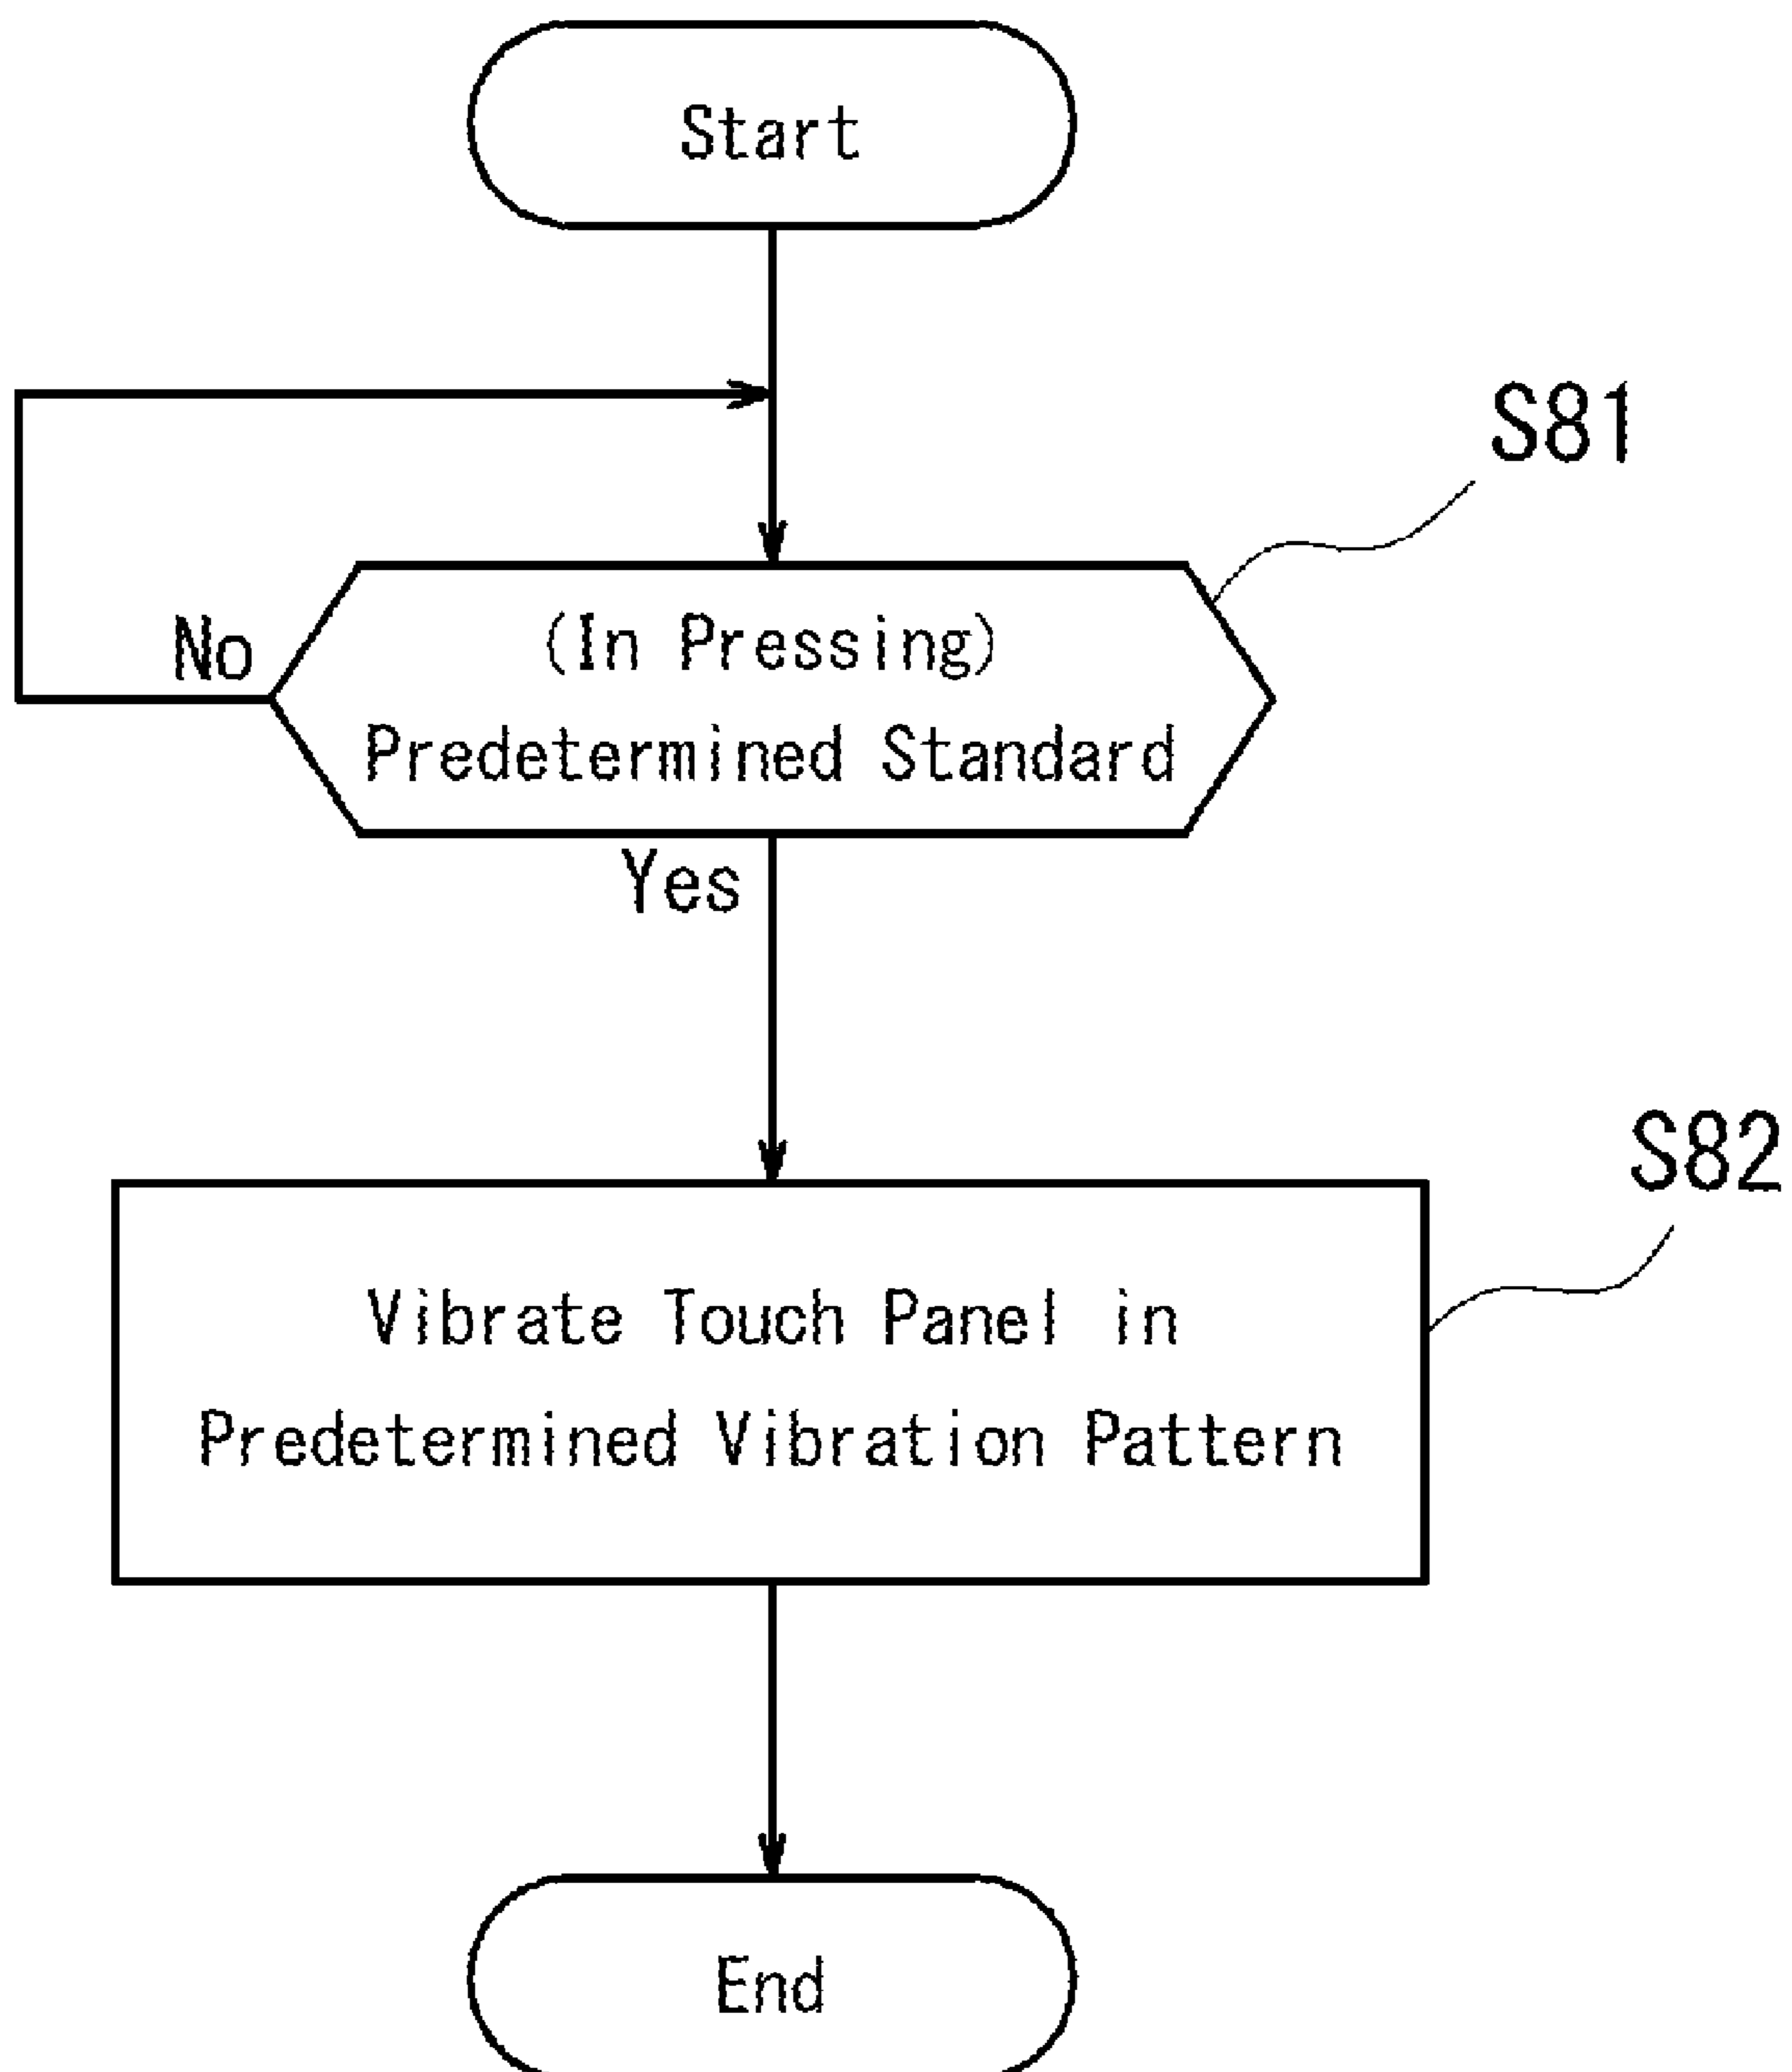 Start
S81
No
(In Pressing)
Predetermined Standard
Yes
S82
Vibrate Touch Panel in
Predetermined Vibration Pattern
End